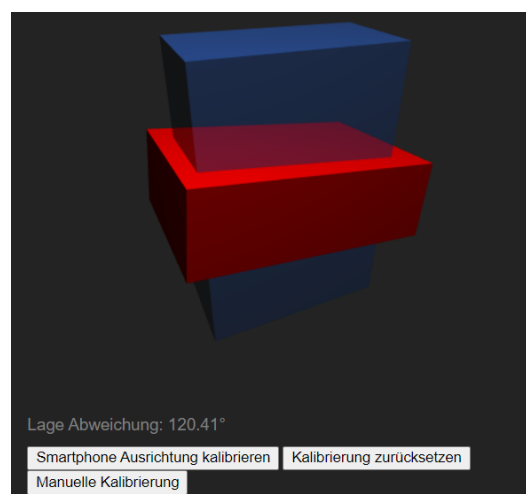 Lage Abweichung: 120.41°
Smartphone Ausrichtung kalibrieren Kalibrierung zurücksetzen
Manuelle Kalibrierung